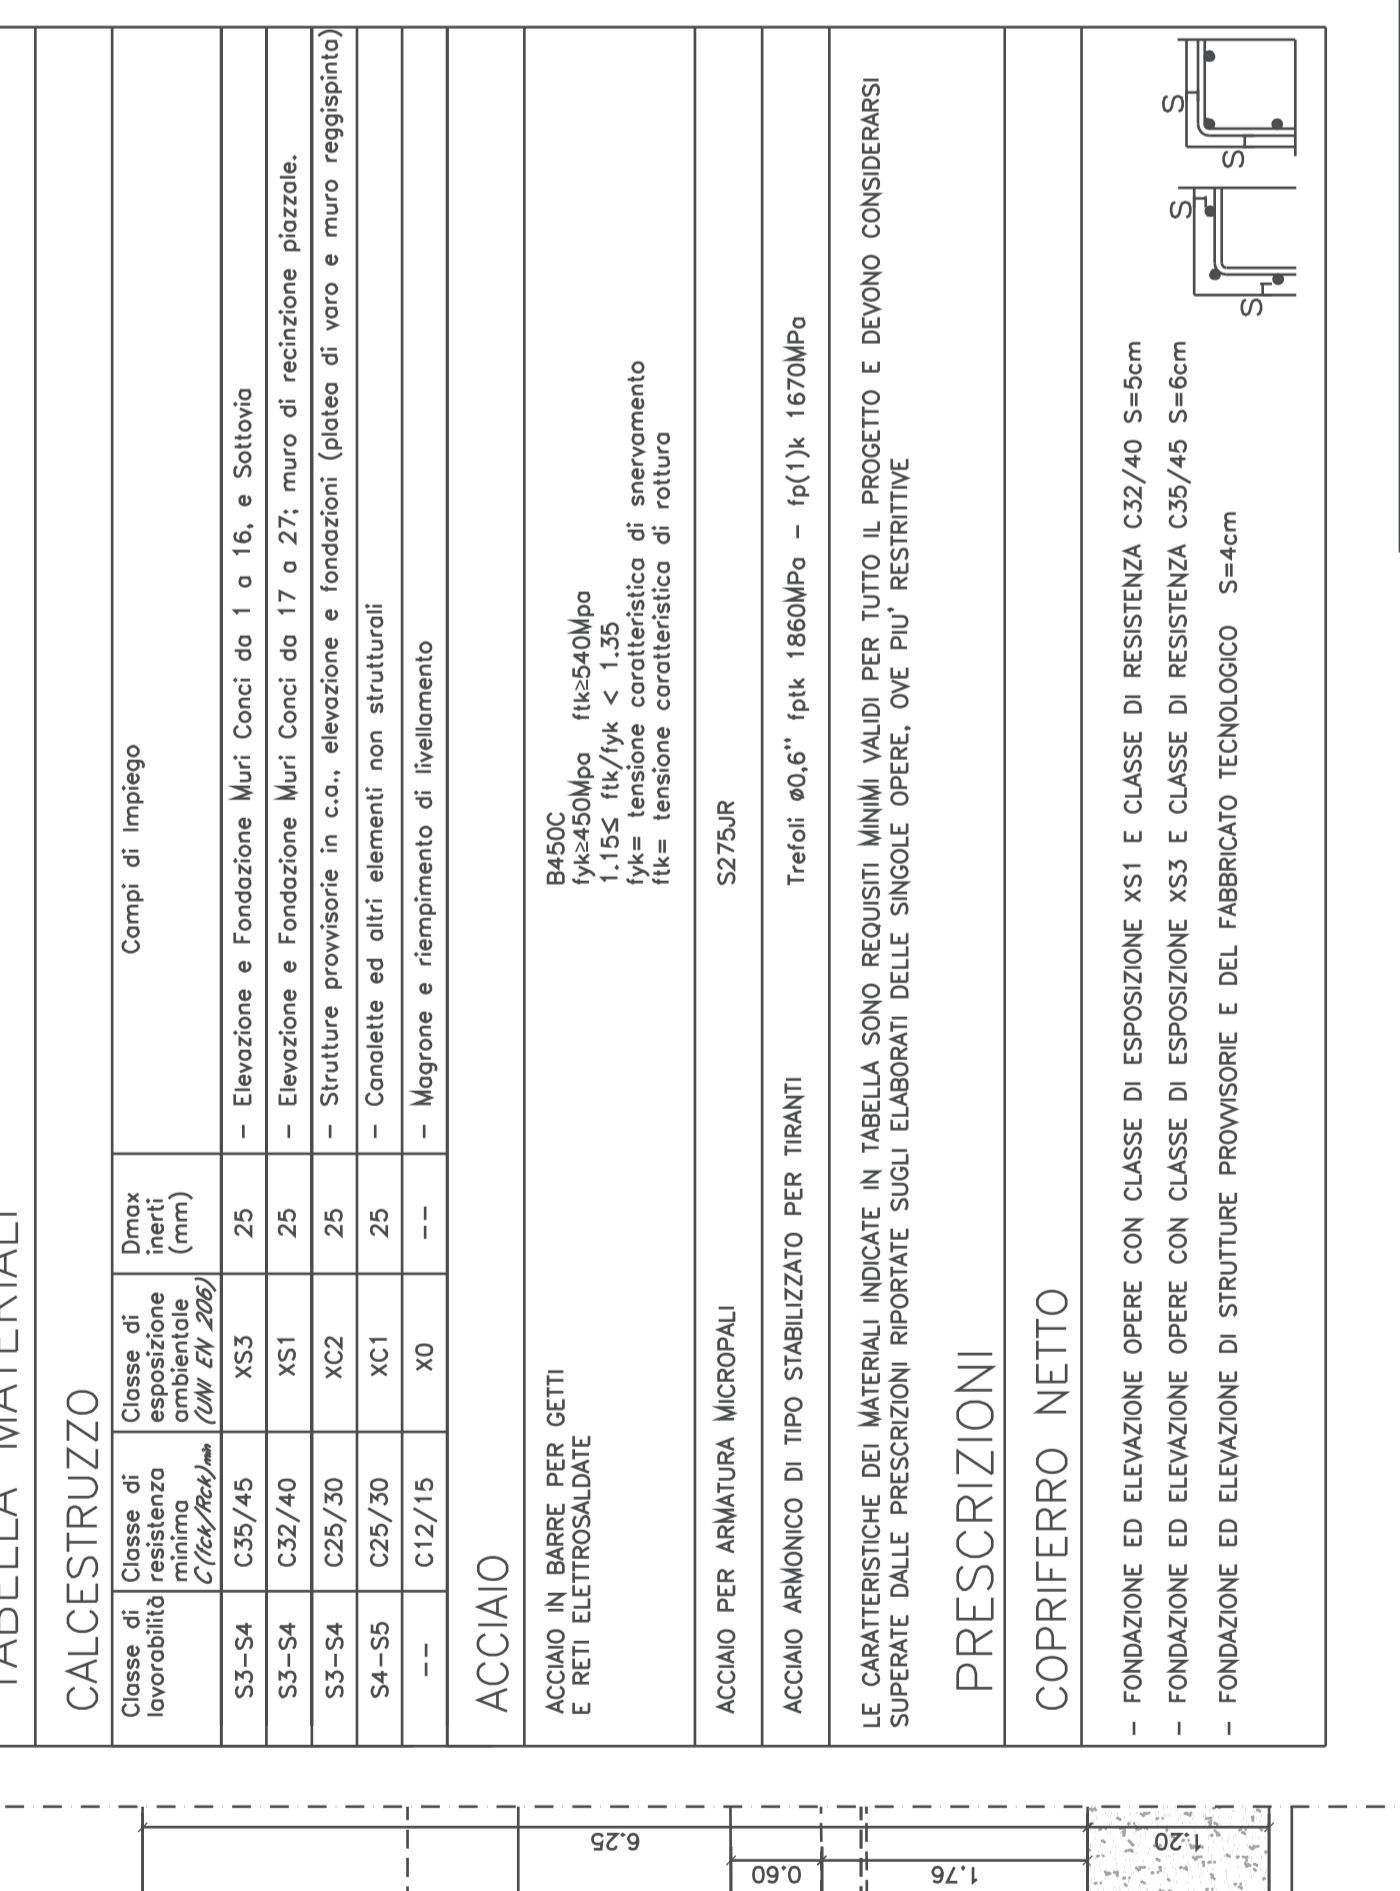 TABELLA MATERIALI
CALCESTRUZZO
Classe di lavorabilità
Classe di resistenza minima C(fck/Rck)min
Classe di esposizione ambientale (UNI EN 206)
Dmax inerti (mm)
Campi di Impiego
S3-S4 C35/45 XS3 25 - Elevazione e Fondazione Muri Conci da 1 a 16, e Sottovia
S3-S4 C32/40 XS1 25 - Elevazione e Fondazione Muri Conci da 17 a 27; muro di recinzione piazzale.
S3-S4 C25/30 XC2 25 - Strutture provvisorie in c.a., elevazione e fondazioni (platea di varo e muro reggispinta)
S4-S5 C25/30 XC1 25 - Canalette ed altri elementi non strutturali
-- C12/15 X0 -- - Magrone e riempimento di livellamento
ACCIAIO
ACCIAIO IN BARRE PER GETTI
E RETI ELETTROSALDATE
B450C
fyk≥450Mpa ftk≥540Mpa
1.15≤ ftk/fyk < 1.35
fyk= tensione caratteristica di snervamento
ftk= tensione caratteristica di rottura
ACCIAIO PER ARMATURA MICROPALI S275JR
ACCIAIO ARMONICO DI TIPO STABILIZZATO PER TIRANTI Trefoli ø0,6'' fptk 1860MPa - fp(1)k 1670MPa
LE CARATTERISTICHE DEI MATERIALI INDICATE IN TABELLA SONO REQUISITI MINIMI VALIDI PER TUTTO IL PROGETTO E DEVONO CONSIDERARSI
SUPERATE DALLE PRESCRIZIONI RIPORTATE SUGLI ELABORATI DELLE SINGOLE OPERE, OVE PIU' RESTRITTIVE
PRESCRIZIONI
COPRIFERRO NETTO
- FONDAZIONE ED ELEVAZIONE OPERE CON CLASSE DI ESPOSIZIONE XS1 E CLASSE DI RESISTENZA C32/40 S=5cm
- FONDAZIONE ED ELEVAZIONE OPERE CON CLASSE DI ESPOSIZIONE XS3 E CLASSE DI RESISTENZA C35/45 S=6cm
- FONDAZIONE ED ELEVAZIONE DI STRUTTURE PROVVISORIE E DEL FABBRICATO TECNOLOGICO S=4cm
S
S
S
S
6.25
0.60
1.76
1.20